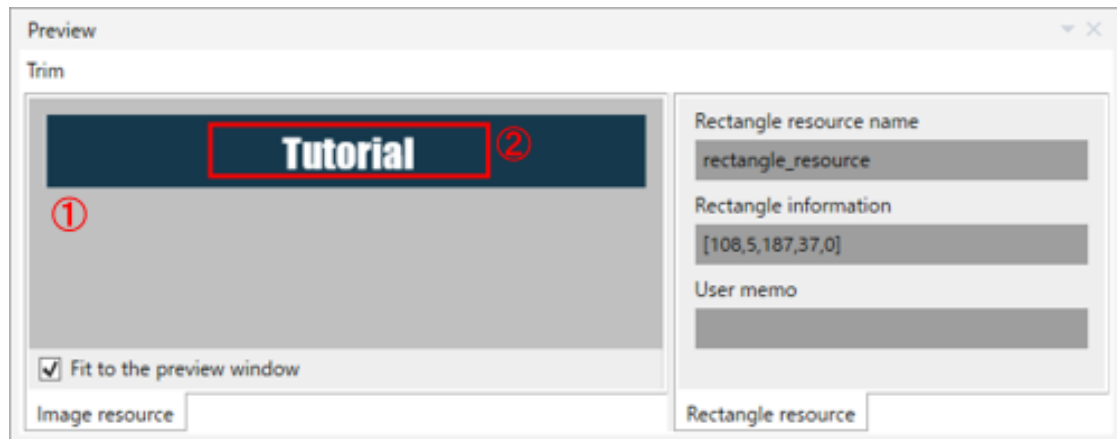 Preview
Trim
Tutorial
②
①
Fit to the preview window
Image resource
Rectangle resource name
rectangle_resource
Rectangle information
[108,5,187,37,0]
User memo
Rectangle resource